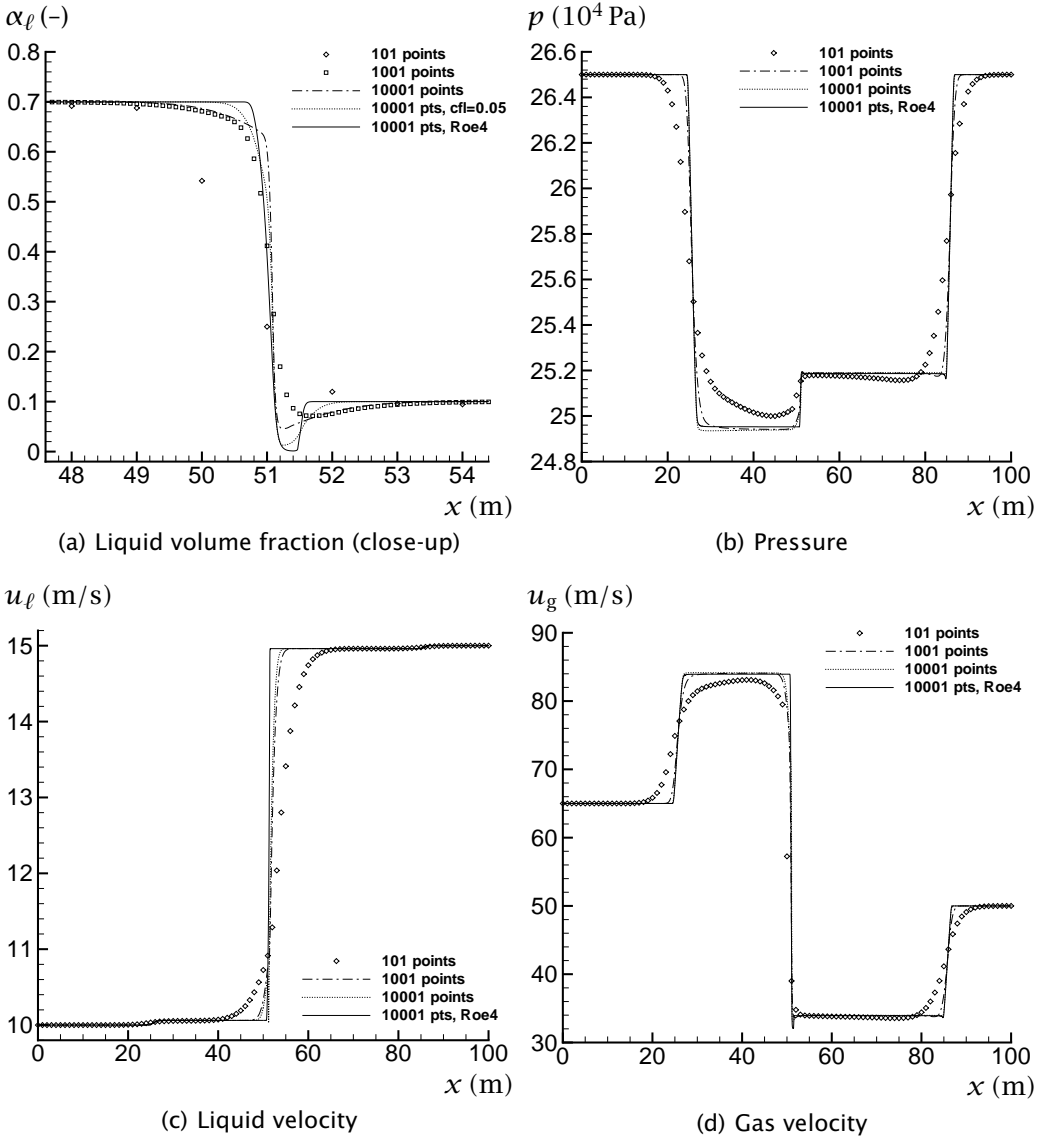 αℓ (–)
0.8
0.7
0.6
0.5
0.4
0.3
0.2
0.1
0
48 49 50 51 52 53 54
x (m)
101 points
1001 points
10001 points
10001 pts, cfl=0.05
10001 pts, Roe4
(a) Liquid volume fraction (close-up)
p (10⁴ Pa)
26.6
26.4
26.2
26
25.8
25.6
25.4
25.2
25
24.8
0 20 40 60 80 100
x (m)
101 points
1001 points
10001 points
10001 pts, Roe4
(b) Pressure
uℓ (m/s)
15
14
13
12
11
10
0 20 40 60 80 100
x (m)
101 points
1001 points
10001 points
10001 pts, Roe4
(c) Liquid velocity
ug (m/s)
90
80
70
60
50
40
30
0 20 40 60 80 100
x (m)
101 points
1001 points
10001 points
10001 pts, Roe4
(d) Gas velocity